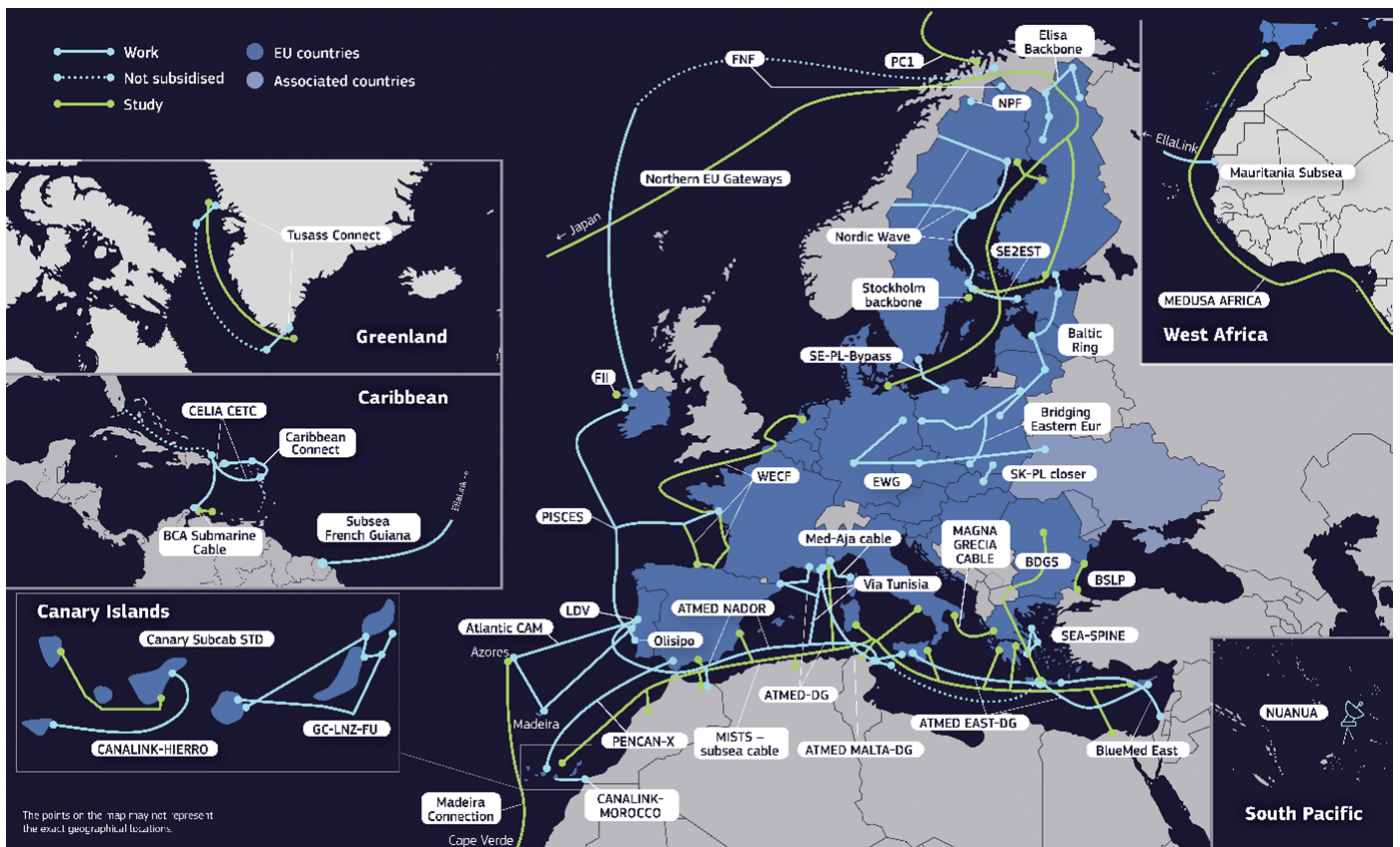 Work
Not subsidised
Study
EU countries
Associated countries
FNF
PC1
Elisa
Backbone
NPF
Northern EU Gateways
← Japan
Nordic Wave
SE2EST
Stockholm
backbone
SE-PL-Bypass
Baltic
Ring
FII
Bridging
Eastern Eur
WECF
EWG
SK-PL closer
PISCES
Med-Aja cable
MAGNA
GRECIA
CABLE
BDGS
BSLP
Via Tunisia
LDV
ATMED NADOR
Atlantic CAM
Olisipo
SEA-SPINE
Azores
Madeira
ATMED-DG
ATMED EAST-DG
PENCAN-X
MISTS –
subsea cable
ATMED MALTA-DG
BlueMed East
Madeira
Connection
CANALINK-
MOROCCO
Cape Verde
Tusass Connect
Greenland
Caribbean
CELIA CETC
Caribbean
Connect
EllaLink →
BCA Submarine
Cable
Subsea
French Guiana
Canary Islands
Canary Subcab STD
CANALINK-HIERRO
GC-LNZ-FU
The points on the map may not represent
the exact geographical locations.
← EllaLink
Mauritania Subsea
MEDUSA AFRICA
West Africa
NUANUA
South Pacific